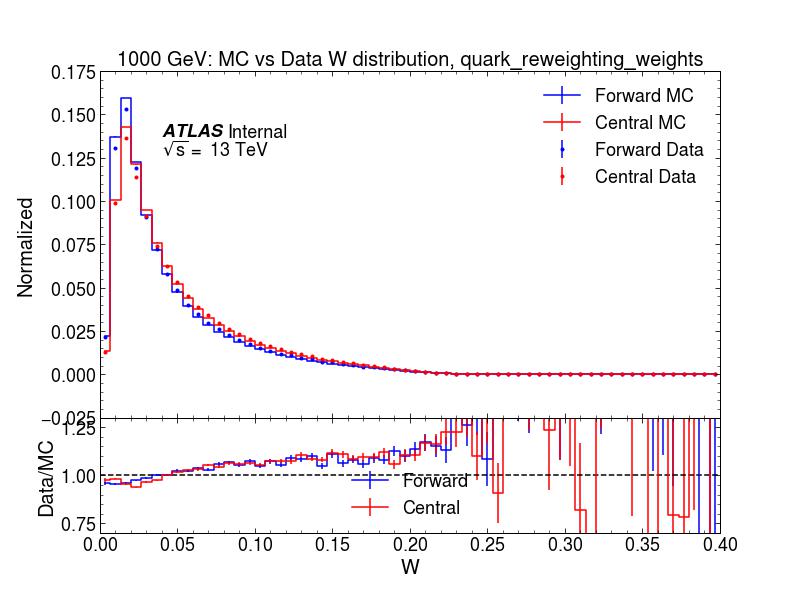 1000 GeV: MC vs Data W distribution, quark_reweighting_weights
0.175
0.150
0.125
0.100
0.075
0.050
0.025
0.000
−0.025
Normalized
ATLAS Internal
√s = 13 TeV
Forward MC
Central MC
Forward Data
Central Data
1.25
1.00
0.75
Data/MC
Forward
Central
0.00 0.05 0.10 0.15 0.20 0.25 0.30 0.35 0.40
W